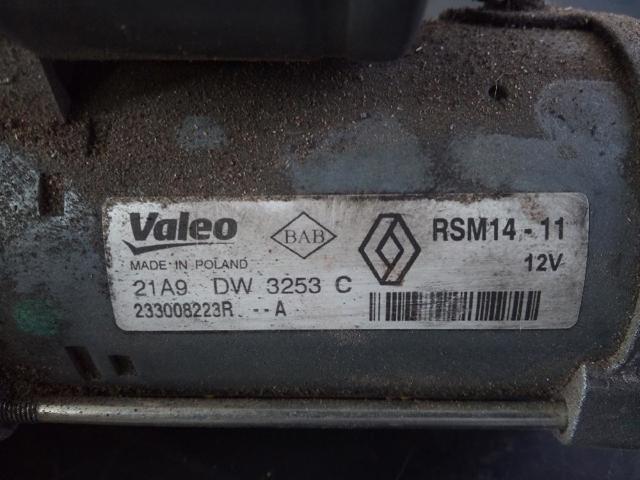 Valeo BAB RSM14 - 11
MADE IN POLAND 12V
21A9 DW 3253 C
233008223R -- A